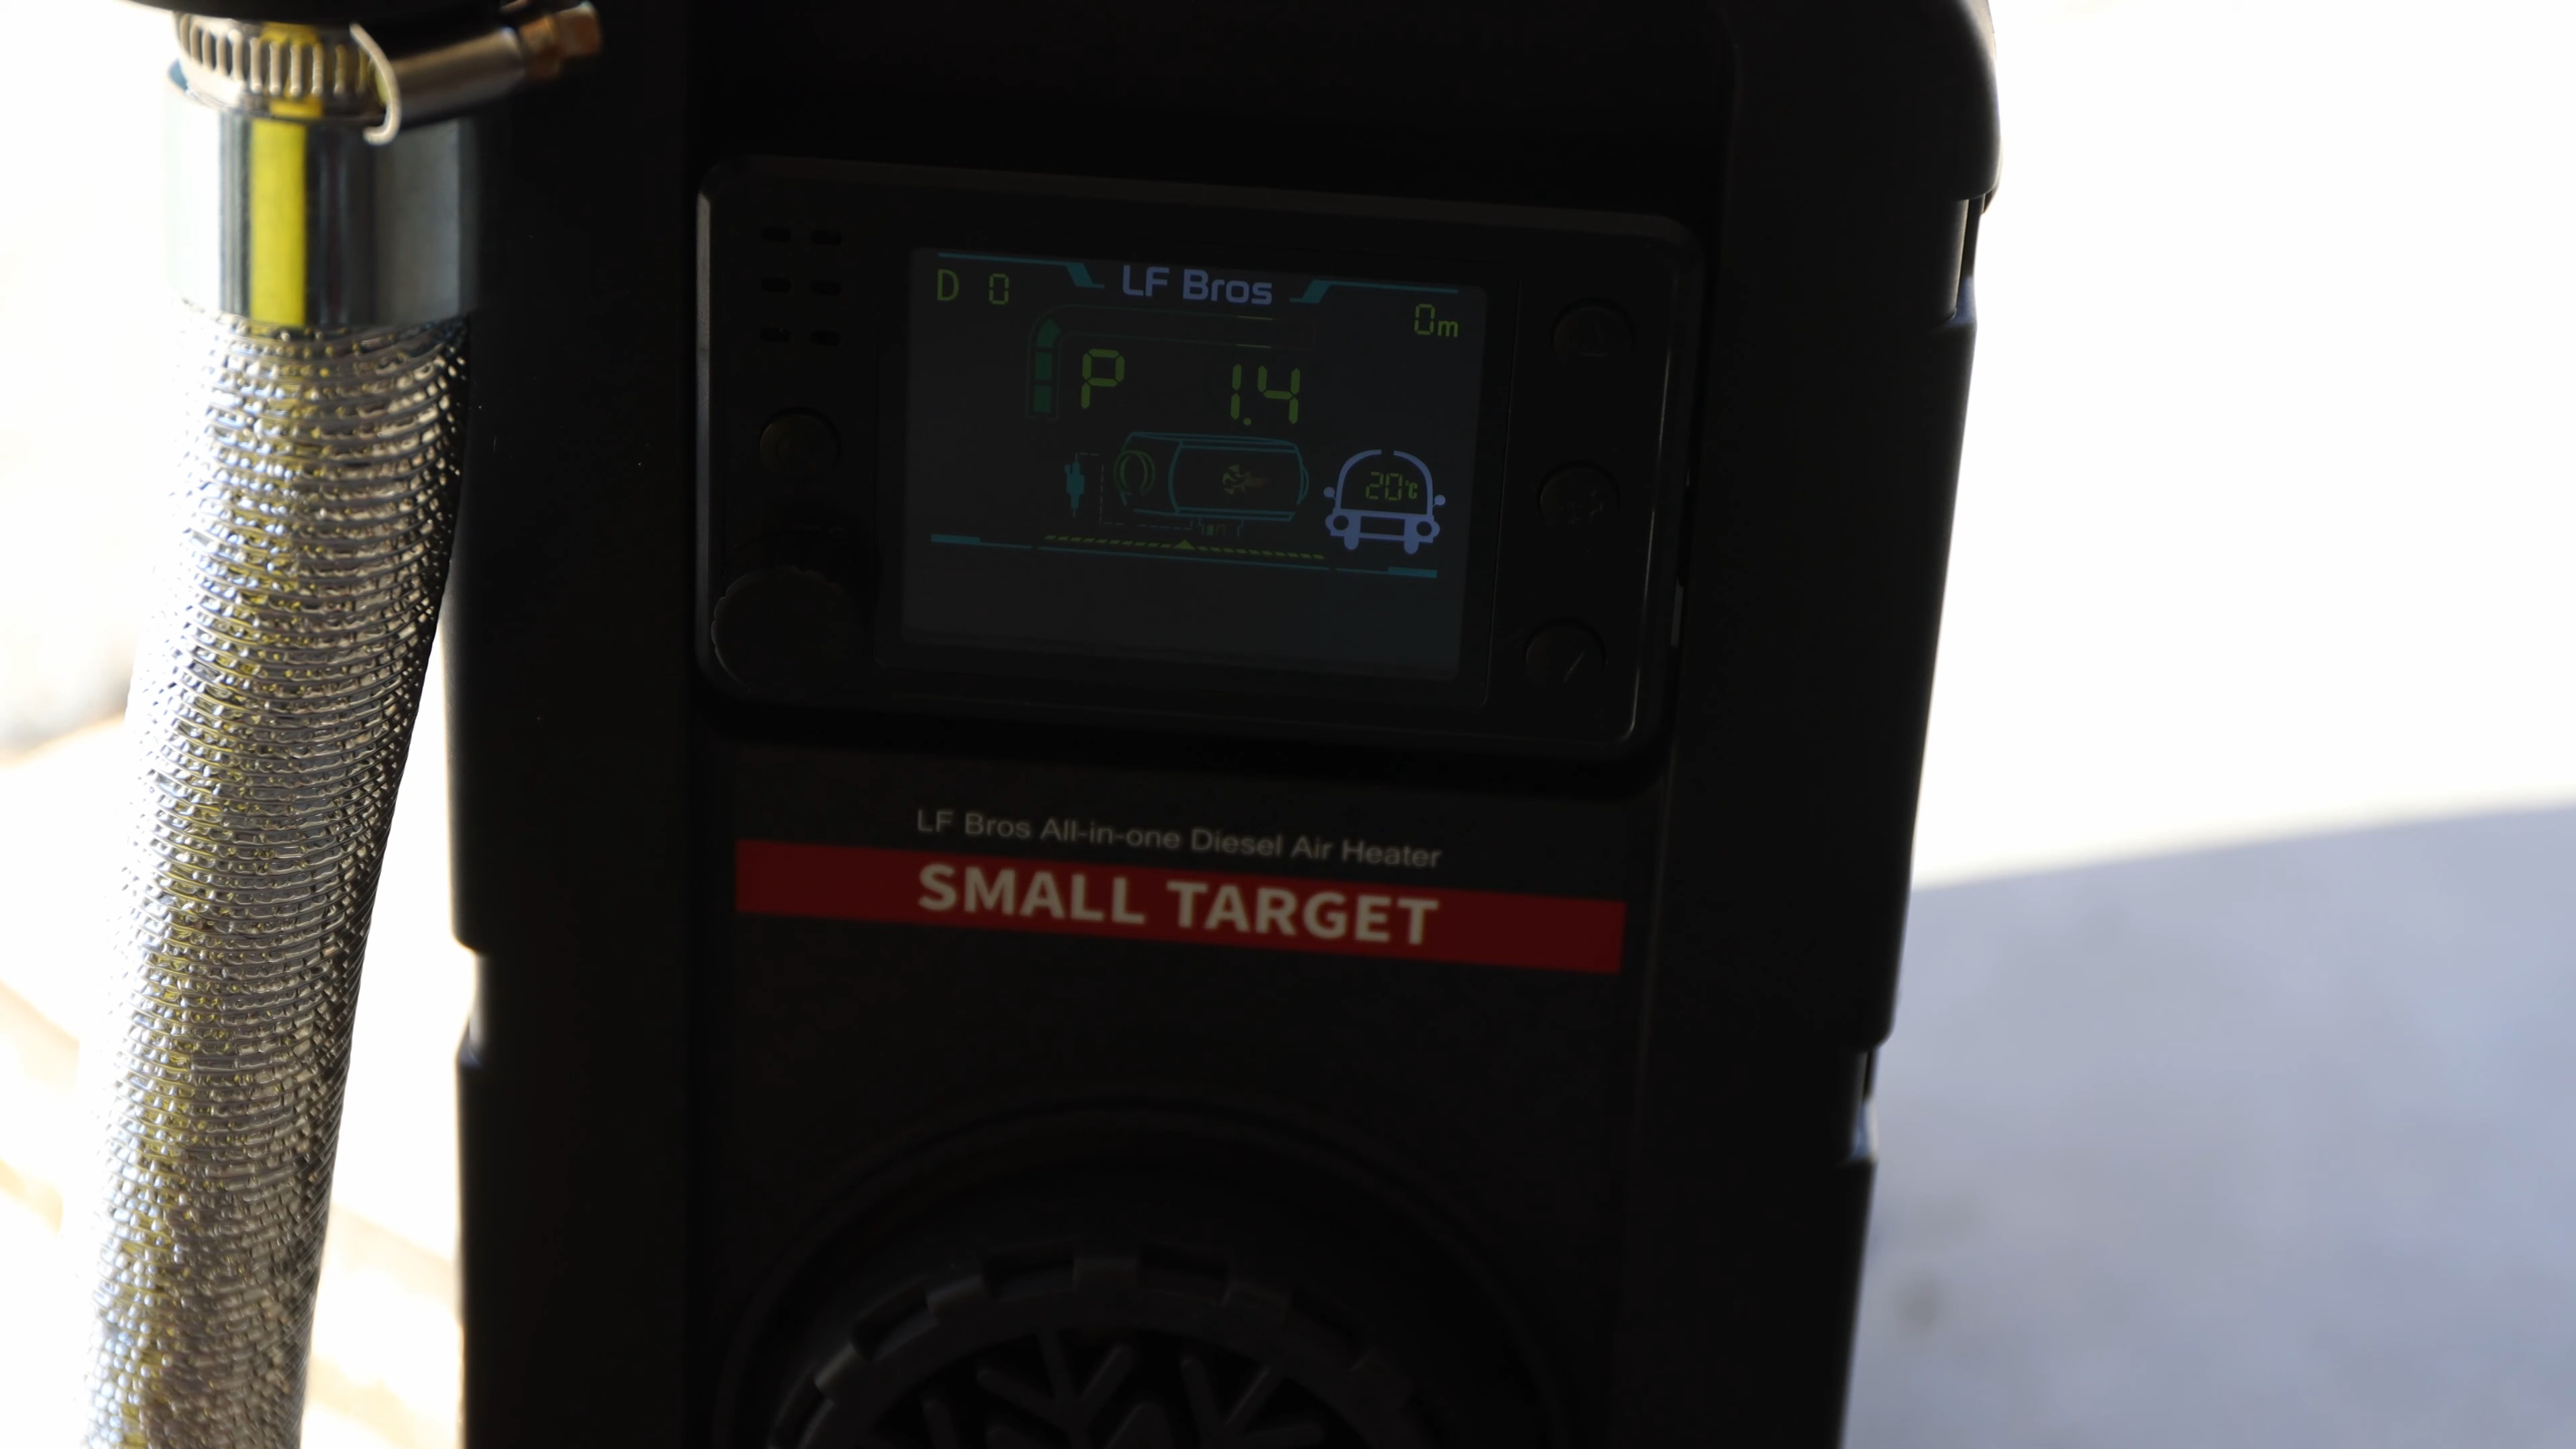 LF Bros
D 0
0m
P 1.4
20°C
LF Bros All-in-one Diesel Air Heater
SMALL TARGET